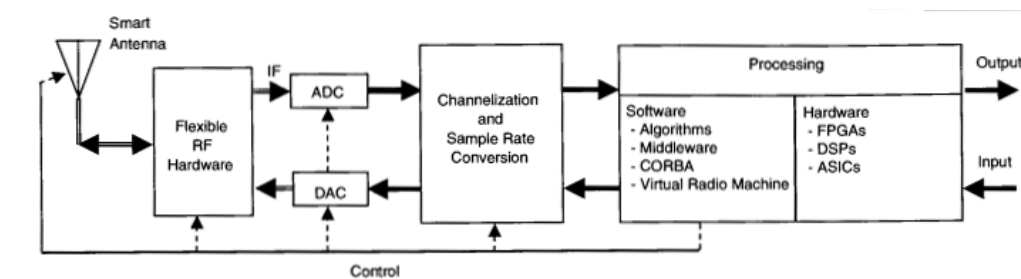 Smart
Antenna
IF
ADC
Flexible
RF
Hardware
DAC
Channelization
and
Sample Rate
Conversion
Processing
Software
- Algorithms
- Middleware
- CORBA
- Virtual Radio Machine
Hardware
- FPGAs
- DSPs
- ASICs
Output
Input
Control